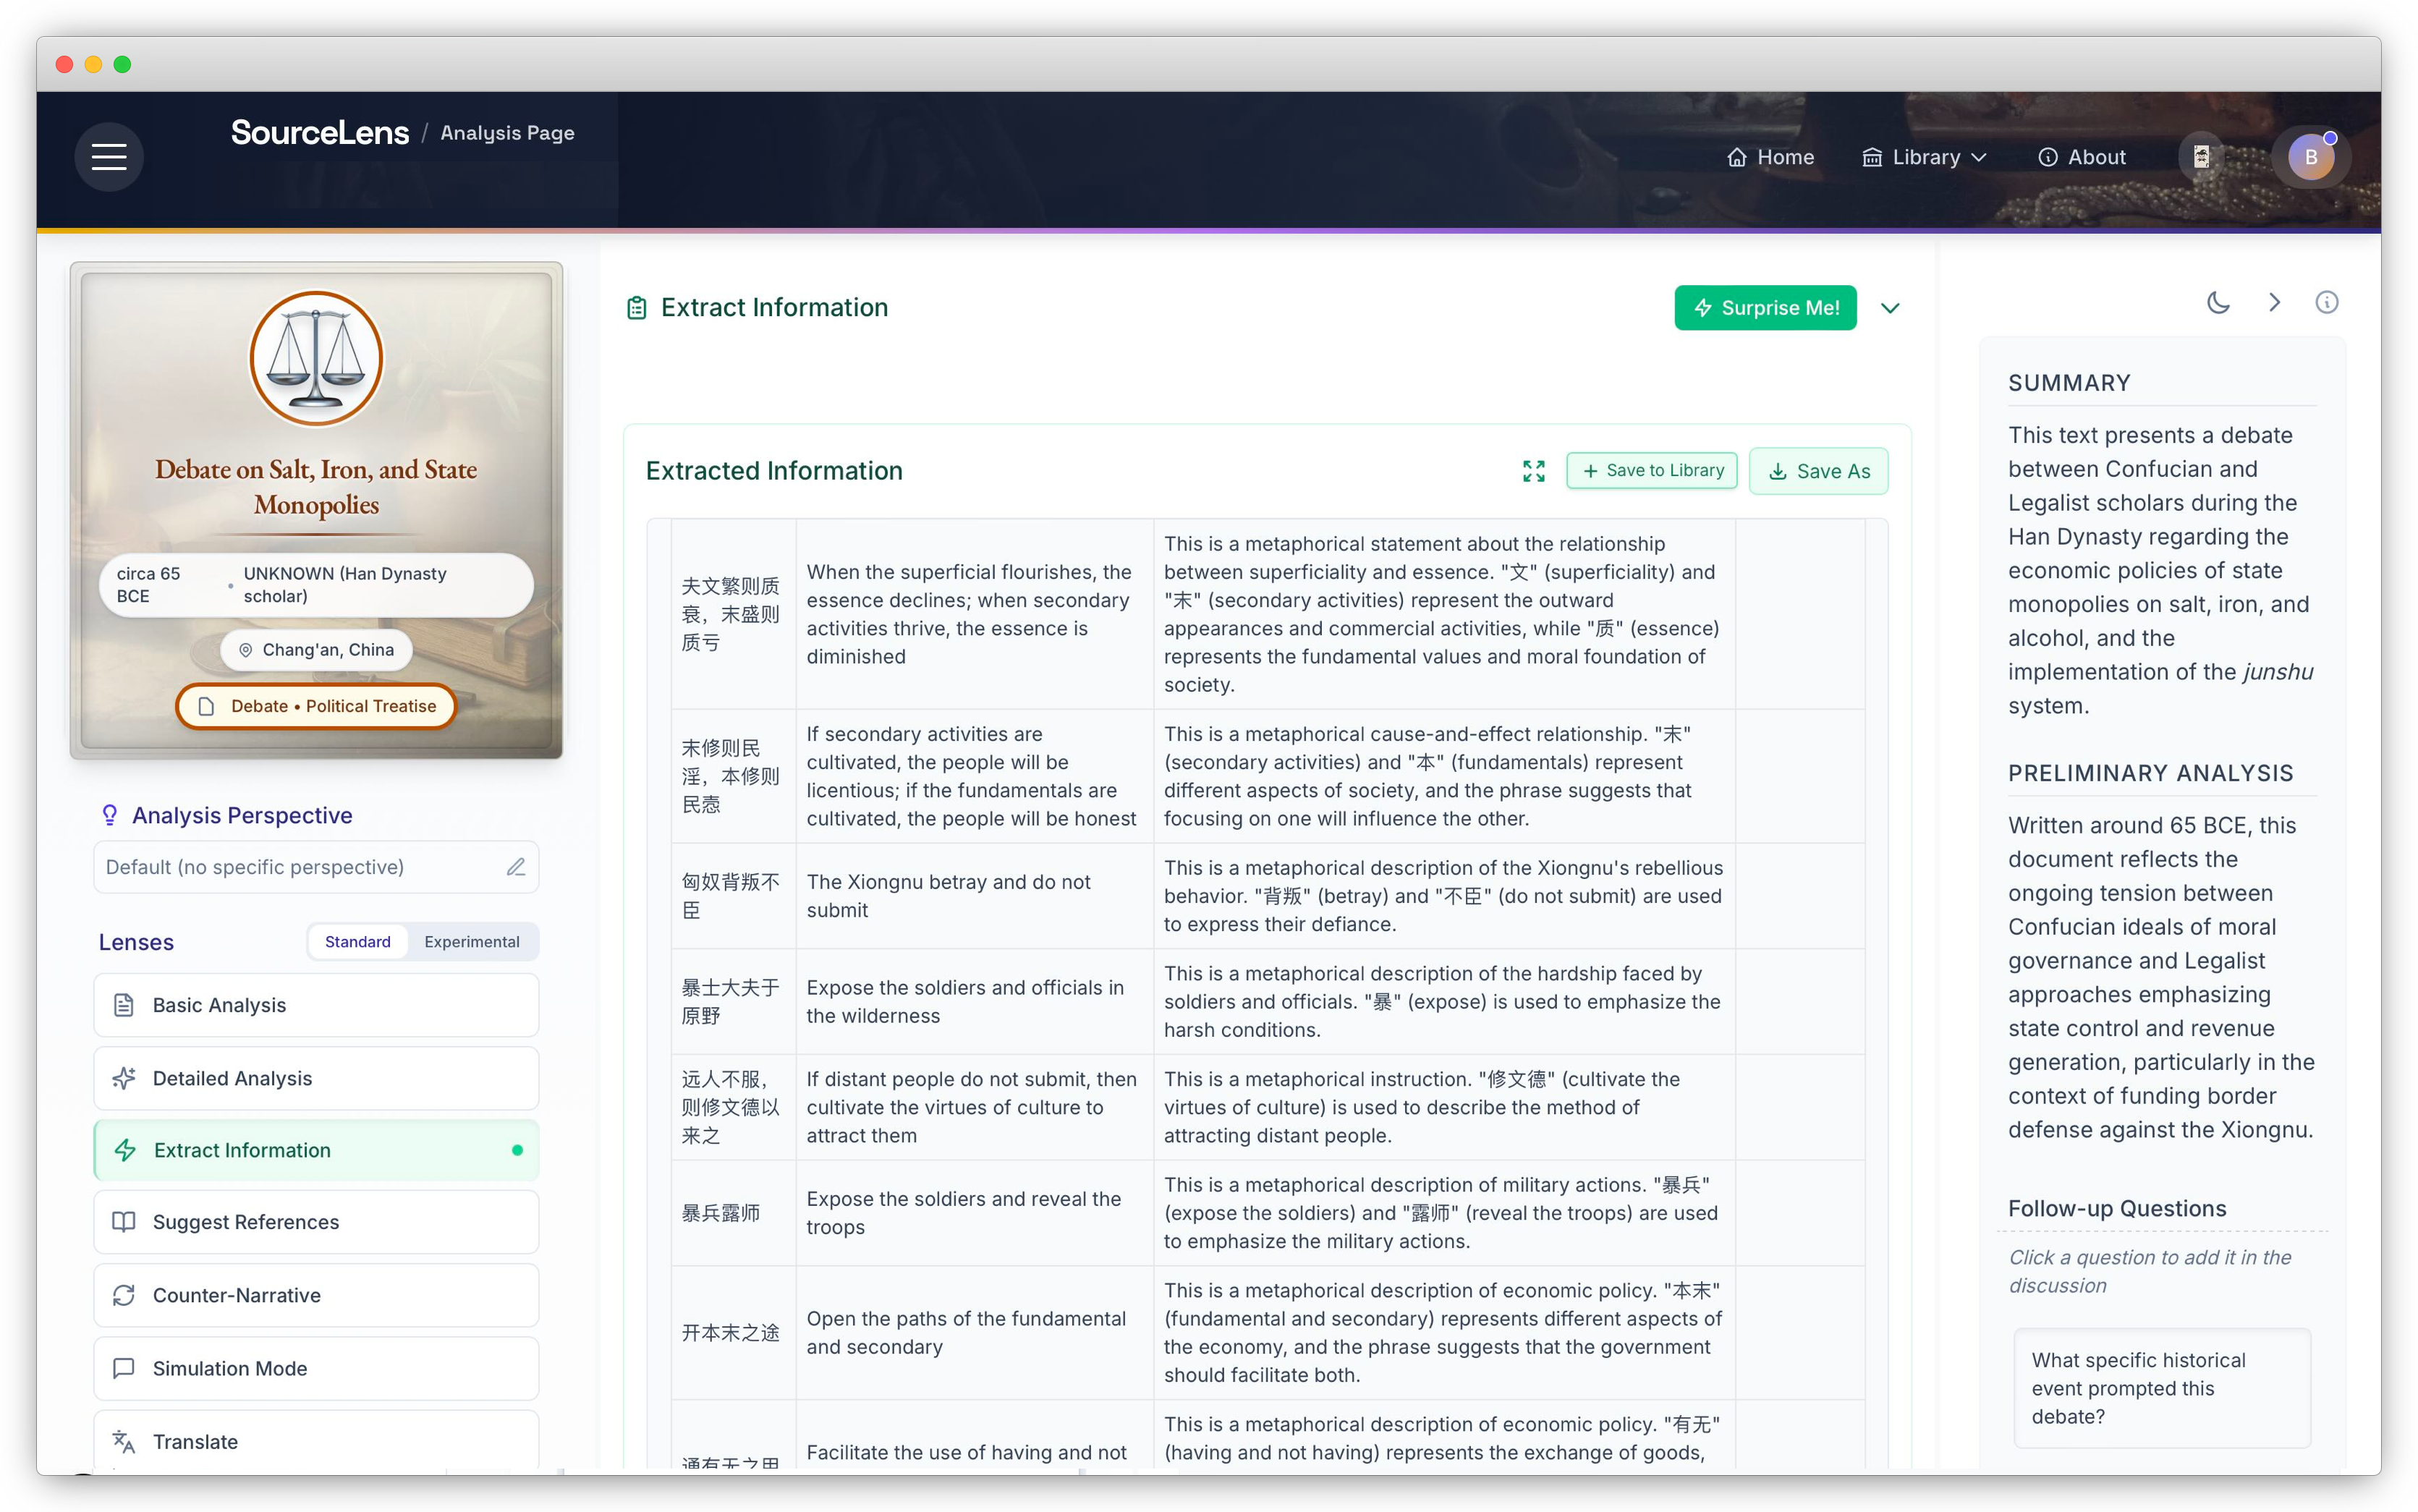 SourceLens / Analysis Page
Home
Library
About
B
Debate on Salt, Iron, and State
Monopolies
circa 65
BCE
•
UNKNOWN (Han Dynasty
scholar)
Chang'an, China
Debate • Political Treatise
Analysis Perspective
Default (no specific perspective)
Lenses
Standard
Experimental
Basic Analysis
Detailed Analysis
Extract Information
Suggest References
Counter-Narrative
Simulation Mode
Translate
Extract Information
Surprise Me!
Extracted Information
+ Save to Library
Save As
夫文繁则质
衰，末盛则
质亏
When the superficial flourishes, the
essence declines; when secondary
activities thrive, the essence is
diminished
This is a metaphorical statement about the relationship
between superficiality and essence. "文" (superficiality) and
"末" (secondary activities) represent the outward
appearances and commercial activities, while "质" (essence)
represents the fundamental values and moral foundation of
society.
末修则民
淫，本修则
民悫
If secondary activities are
cultivated, the people will be
licentious; if the fundamentals are
cultivated, the people will be honest
This is a metaphorical cause-and-effect relationship. "末"
(secondary activities) and "本" (fundamentals) represent
different aspects of society, and the phrase suggests that
focusing on one will influence the other.
匈奴背叛不
臣
The Xiongnu betray and do not
submit
This is a metaphorical description of the Xiongnu's rebellious
behavior. "背叛" (betray) and "不臣" (do not submit) are used
to express their defiance.
暴士大夫于
原野
Expose the soldiers and officials in
the wilderness
This is a metaphorical description of the hardship faced by
soldiers and officials. "暴" (expose) is used to emphasize the
harsh conditions.
远人不服，
则修文德以
来之
If distant people do not submit, then
cultivate the virtues of culture to
attract them
This is a metaphorical instruction. "修文德" (cultivate the
virtues of culture) is used to describe the method of
attracting distant people.
暴兵露师
Expose the soldiers and reveal the
troops
This is a metaphorical description of military actions. "暴兵"
(expose the soldiers) and "露师" (reveal the troops) are used
to emphasize the military actions.
开本末之途
Open the paths of the fundamental
and secondary
This is a metaphorical description of economic policy. "本末"
(fundamental and secondary) represents different aspects of
the economy, and the phrase suggests that the government
should facilitate both.
通有无之用
Facilitate the use of having and not
This is a metaphorical description of economic policy. "有无"
(having and not having) represents the exchange of goods,
SUMMARY
This text presents a debate
between Confucian and
Legalist scholars during the
Han Dynasty regarding the
economic policies of state
monopolies on salt, iron, and
alcohol, and the
implementation of the junshu
system.
PRELIMINARY ANALYSIS
Written around 65 BCE, this
document reflects the
ongoing tension between
Confucian ideals of moral
governance and Legalist
approaches emphasizing
state control and revenue
generation, particularly in the
context of funding border
defense against the Xiongnu.
Follow-up Questions
Click a question to add it in the
discussion
What specific historical
event prompted this
debate?